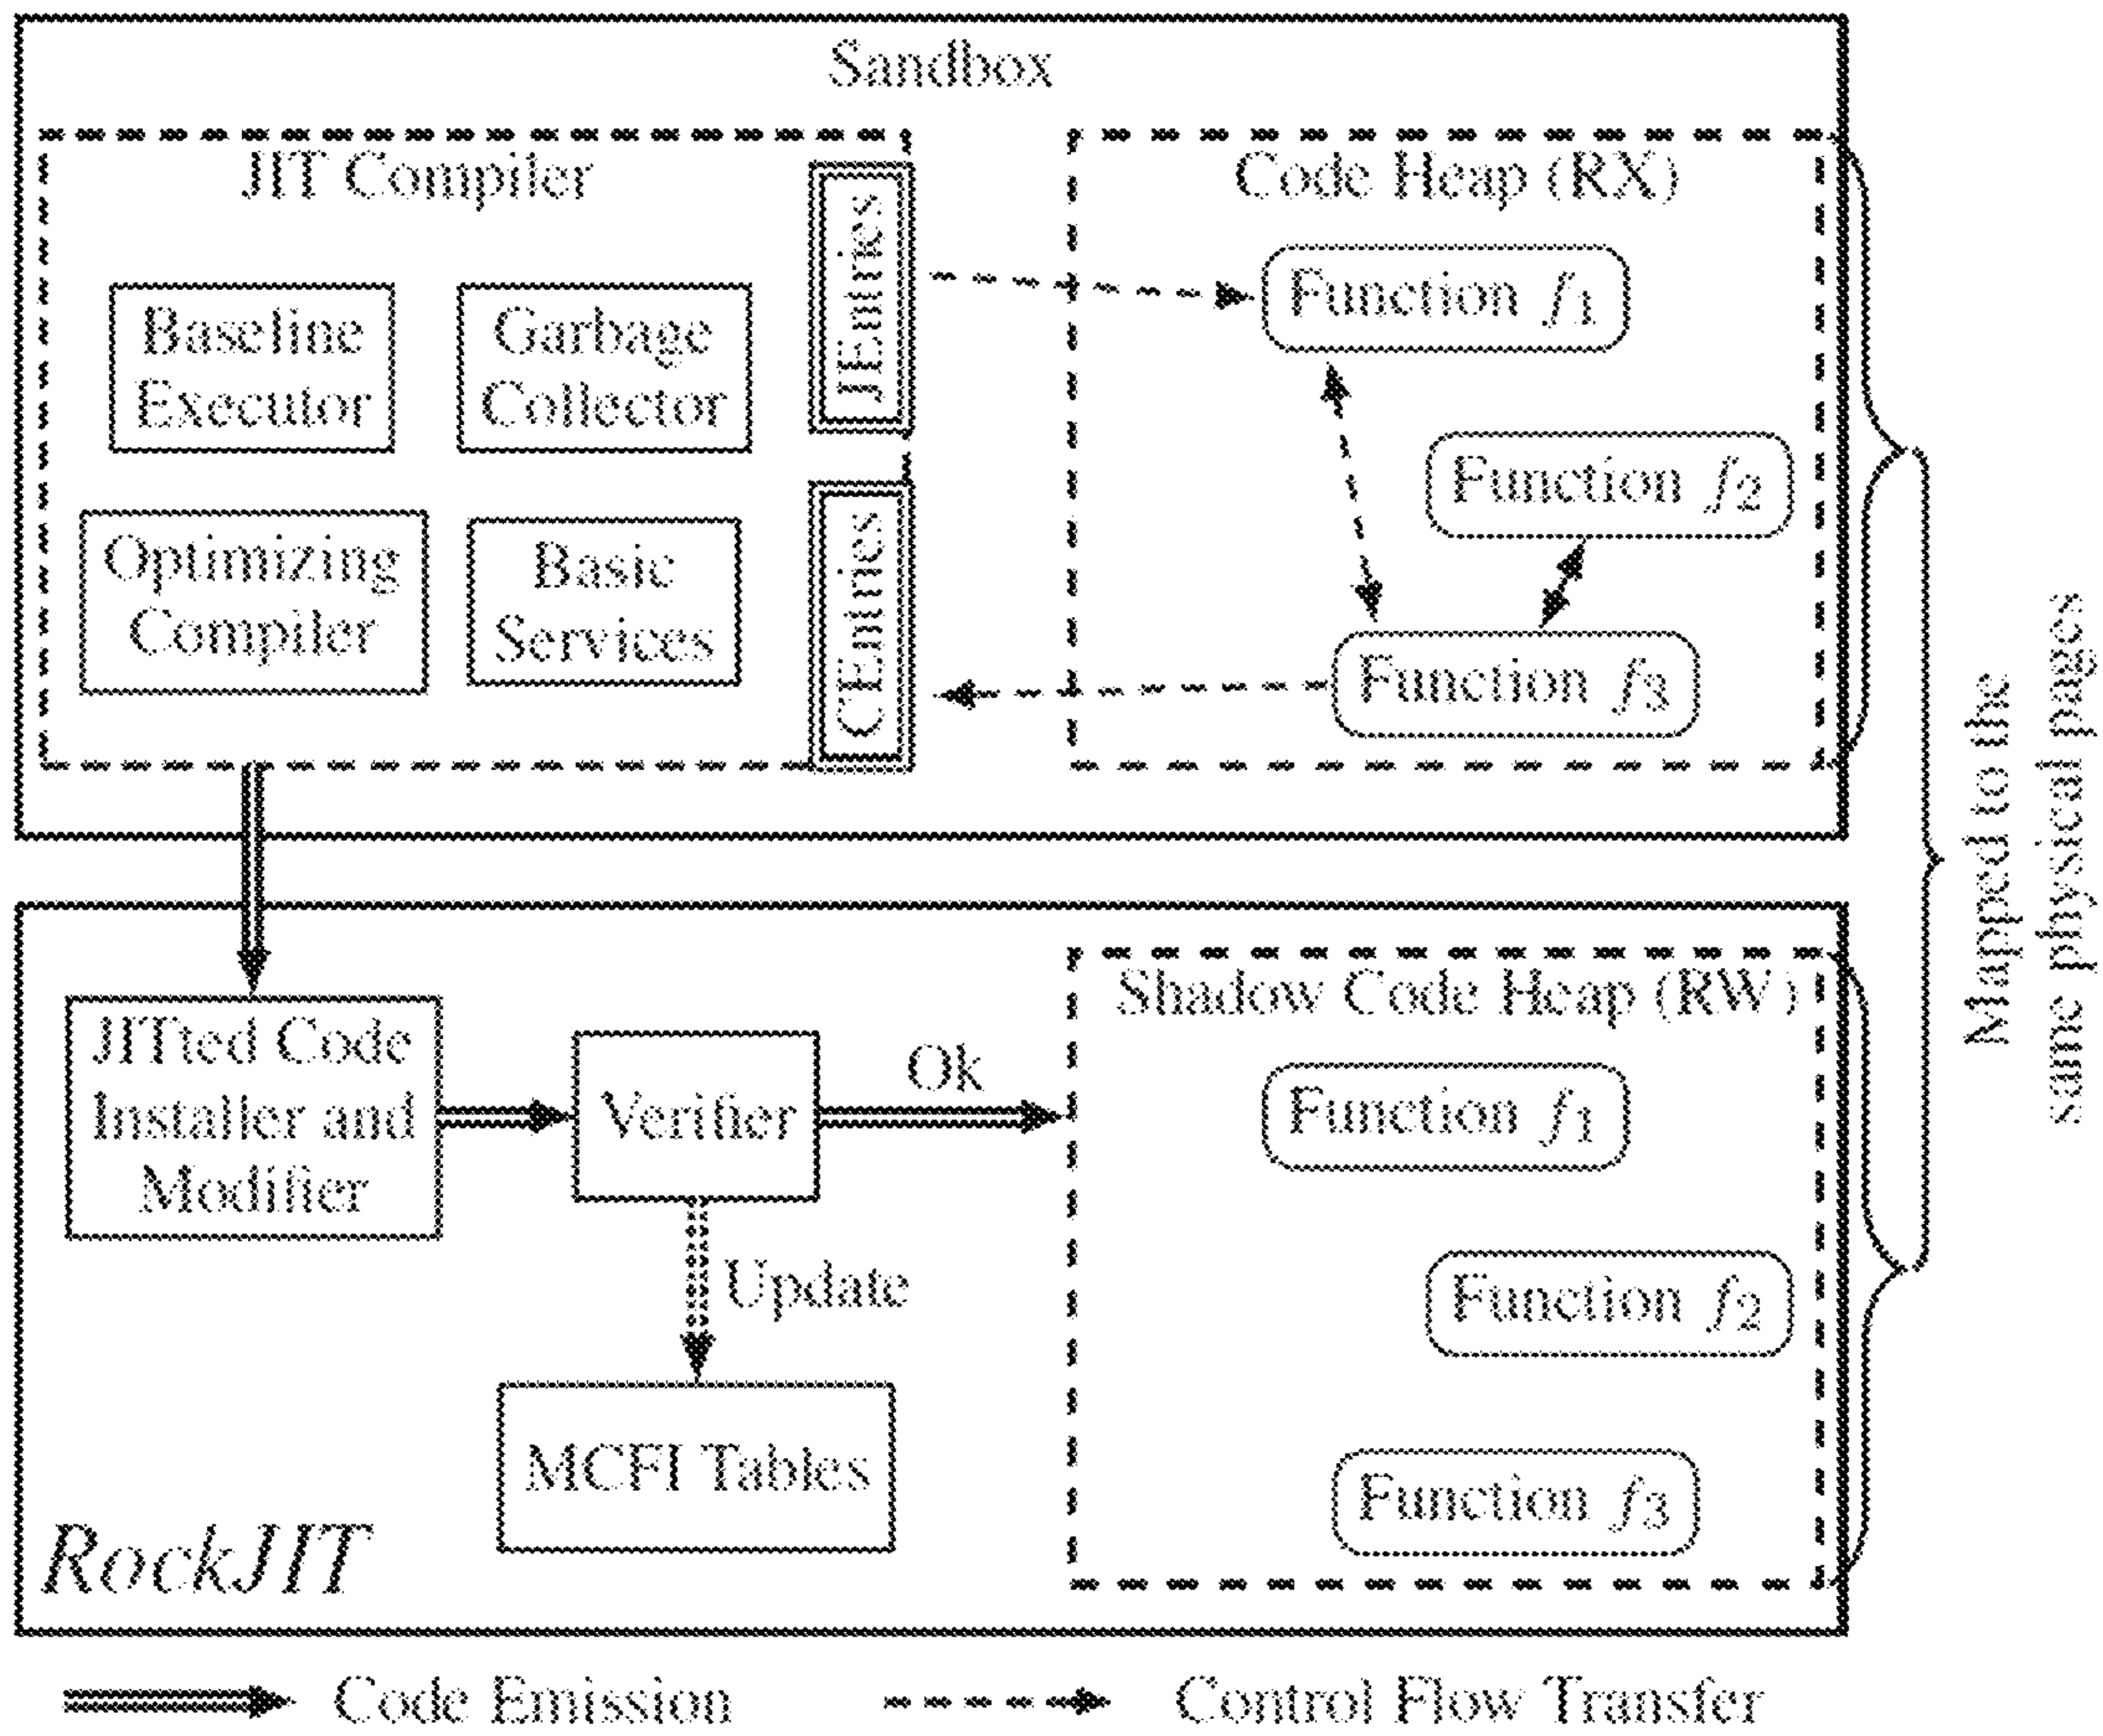 Sandbox
JIT Compiler
Baseline
Executor
Garbage
Collector
Optimizing
Compiler
Basic
Services
JEntries
CEntries
Code Heap (RX)
Function f1
Function f2
Function f3
Mapped to the
same physical pages
JITted Code
Installer and
Modifier
Verifier
Ok
Update
MCFI Tables
RockJIT
Shadow Code Heap (RW)
Function f1
Function f2
Function f3
Code Emission
Control Flow Transfer